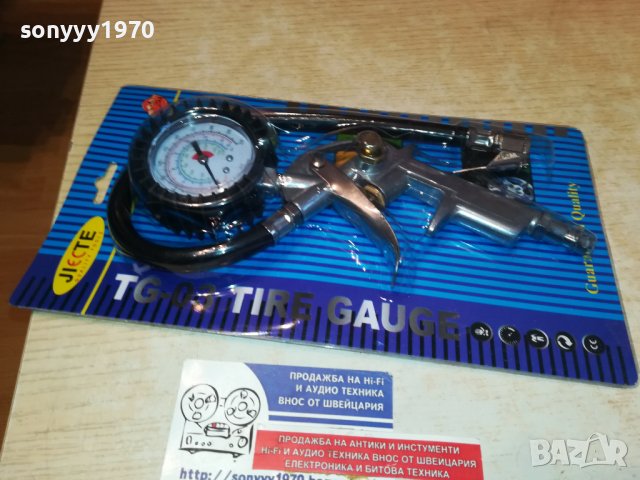 sonyyy1970
JIECTE
TG-03 TIRE GAUGE
Quality
ПРОДАЖБА НА Hi-Fi
И АУДИО ТЕХНИКА
ВНОС ОТ ШВЕЙЦАРИЯ
ПРОДАЖБА НА АНТИКИ И ИНСТУМЕНТИ
Hi-Fi И АУДИО ТЕХНИКА ВНОС ОТ ШВЕЙЦАРИЯ
ЕЛЕКТРОНИКА И БИТОВА ТЕХНИКА
http://sonyyy1970.baz
BAZAR